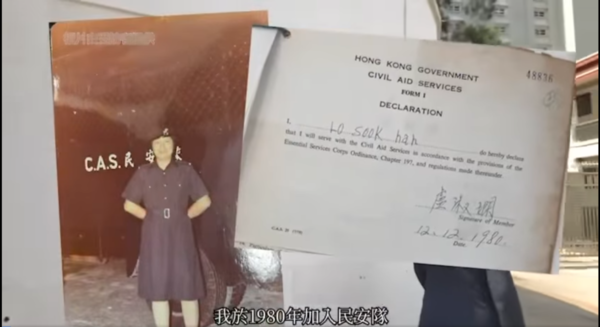 C.A.S.民安隊
HONG KONG GOVERNMENT
CIVIL AID SERVICES
FORM 1
DECLARATION
I, Lo Sook han do hereby declare
that I will serve with the Civil Aid Services in accordance with the provisions of the
Essential Services Corps Ordinance, Chapter 197, and regulations made thereunder
盧淑嫻
Signature of Member
12.12.1980.
Date
我於1980年加入民安隊